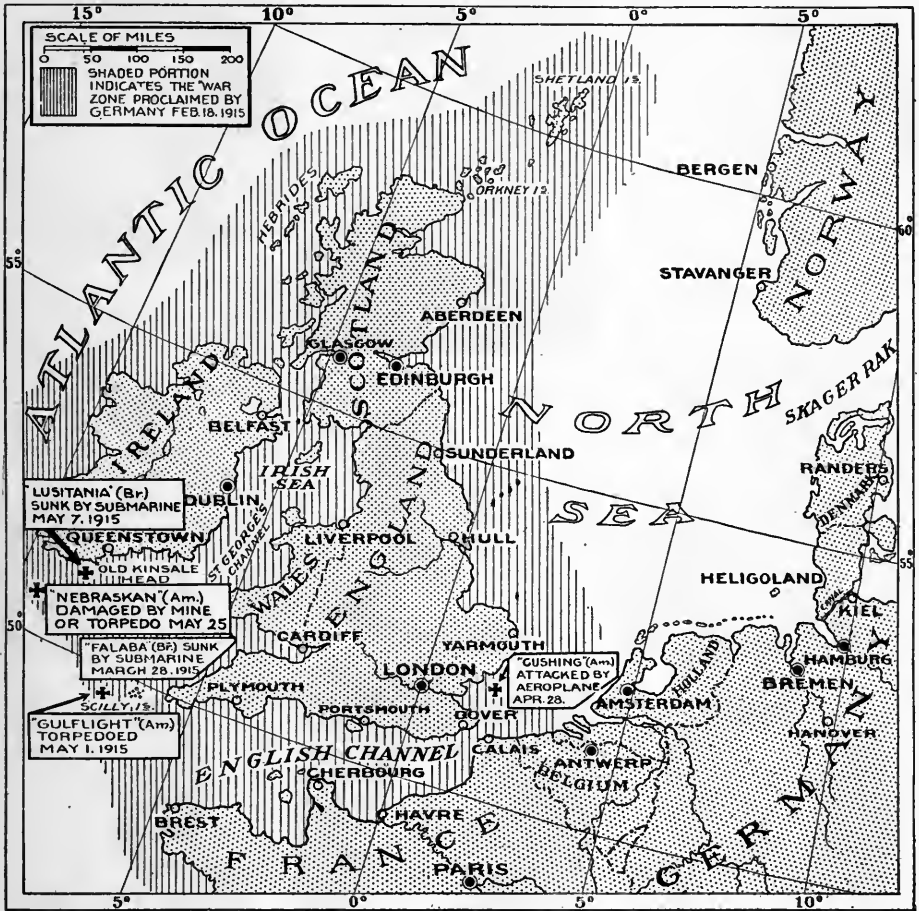 15°
10°
5°
0°
5°
SCALE OF MILES
0 50 100 150 200
SHADED PORTION
INDICATES THE "WAR
ZONE PROCLAIMED BY
GERMANY FEB. 18, 1915
ATLANTIC OCEAN
SHETLAND IS.
ORKNEY IS.
HEBRIDES
BERGEN
NORWAY
60°
STAVANGER
55°
SCOTLAND
ABERDEEN
GLASGOW
EDINBURGH
NORTH
SEA
SKAGER RAK
IRELAND
BELFAST
IRISH
SEA
SUNDERLAND
RANDERS
DENMARK
"LUSITANIA" (Br)
SUNK BY SUBMARINE
MAY 7. 1915
DUBLIN
QUEENSTOWN
ST GEORGE'S
CHANNEL
LIVERPOOL
HULL
ENGLAND
WALES
OLD KINSALE
HEAD
55°
HELIGOLAND
KIEL
"NEBRASKAN" (Am.)
DAMAGED BY MINE
OR TORPEDO MAY 25
50°
CARDIFF
YARMOUTH
HAMBURG
BREMEN
"FALABA" (Br.) SUNK
BY SUBMARINE
MARCH 28, 1915
LONDON
"CUSHING" (Am)
ATTACKED BY
AEROPLANE
APR. 28.
HOLLAND
AMSTERDAM
SCILLY, IS.
PLYMOUTH
PORTSMOUTH
DOVER
HANOVER
"GULFLIGHT" (Am)
TORPEDOED
MAY 1. 1915
ENGLISH CHANNEL
CALAIS
ANTWERP
BELGIUM
GERMANY
CHERBOURG
BREST
HAVRE
FRANCE
PARIS
5°
0°
5°
10°